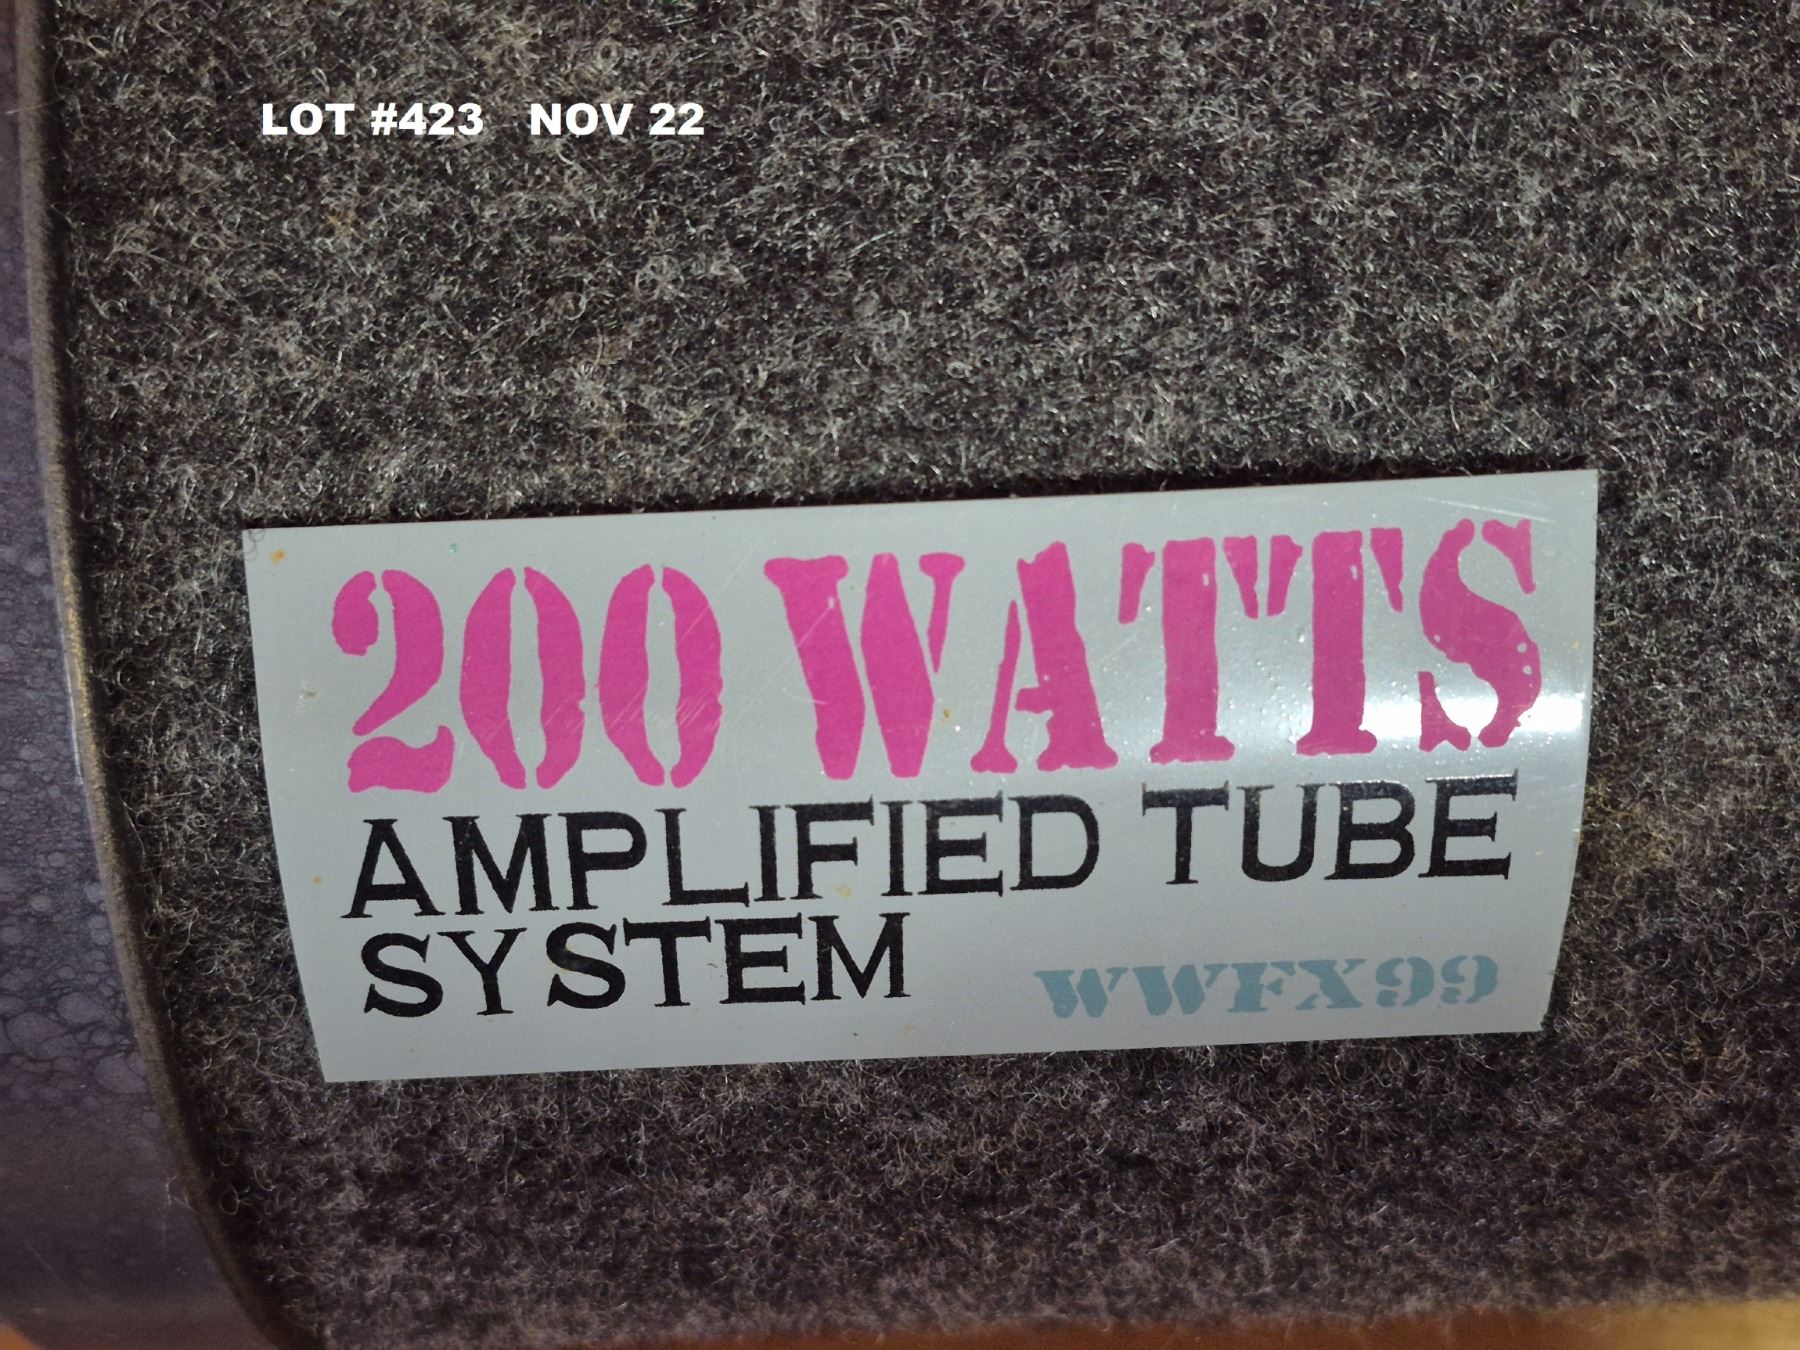 LOT #423 NOV 22
200 WATTS
AMPLIFIED TUBE
SYSTEM
WWFX99